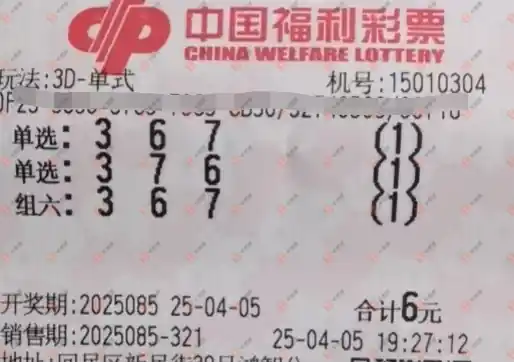 中国福利彩票
CHINA WELFARE LOTTERY
玩法:3D-单式 机号:15010304
单选: 3 6 7 (1)
单选: 3 7 6 (1)
组六: 3 6 7 (1)
开奖期:2025085 25-04-05 合计6元
销售期:2025085-321 25-04-05 19:27:12